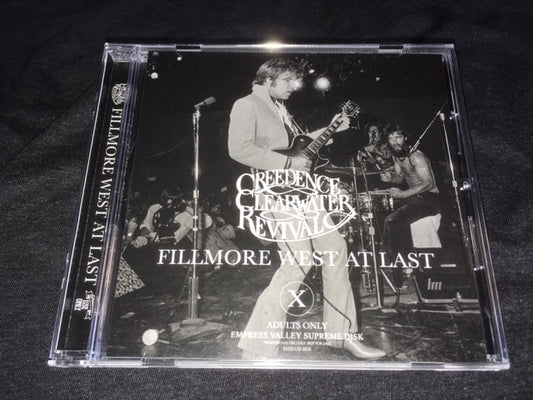 CREEDENCE
CLEARWATER
REVIVAL
FILLMORE WEST AT LAST
X
ADULTS ONLY
EMPRESS VALLEY SUPREME DISK
FILLMORE WEST AT LAST